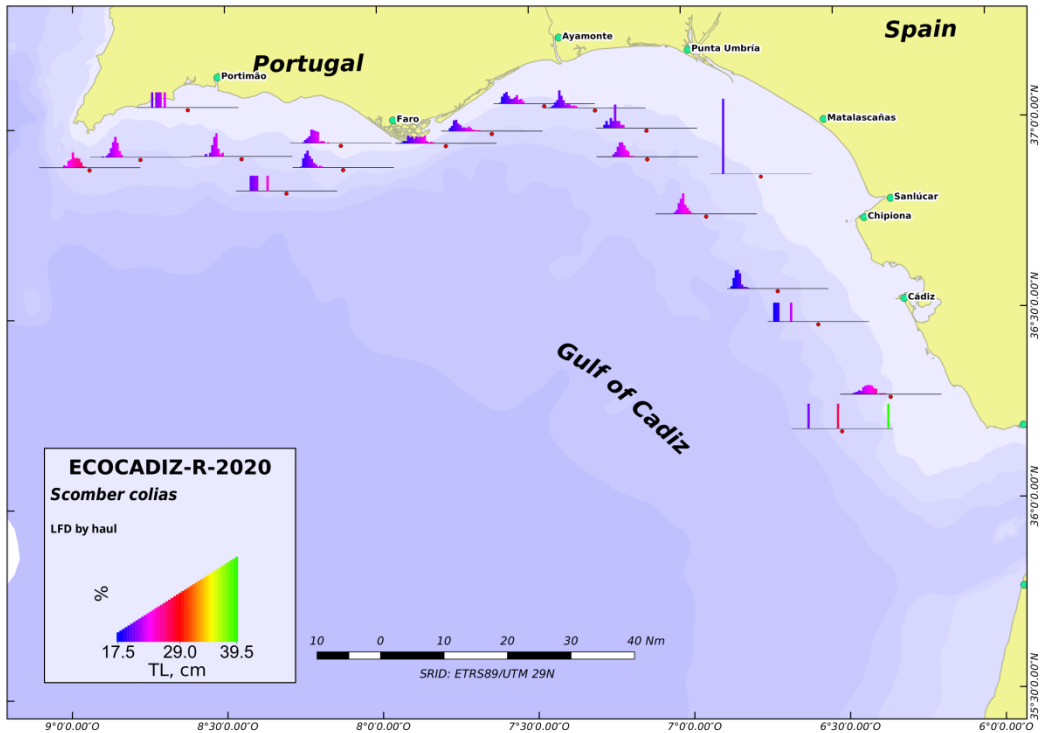 Spain
Portugal
Ayamonte
Punta Umbría
Portimão
Faro
Matalascañas
Sanlúcar
Chipiona
Cádiz
Gulf of Cadiz
37°0'0.00"N
36°30'0.00"N
36°0'0.00"N
35°30'0.00"N
ECOCADIZ-R-2020
Scomber colias
LFD by haul
%
17.5 29.0 39.5
TL, cm
10 0 10 20 30 40 Nm
SRID: ETRS89/UTM 29N
9°0'0.00"O 8°30'0.00"O 8°0'0.00"O 7°30'0.00"O 7°0'0.00"O 6°30'0.00"O 6°0'0.00"O